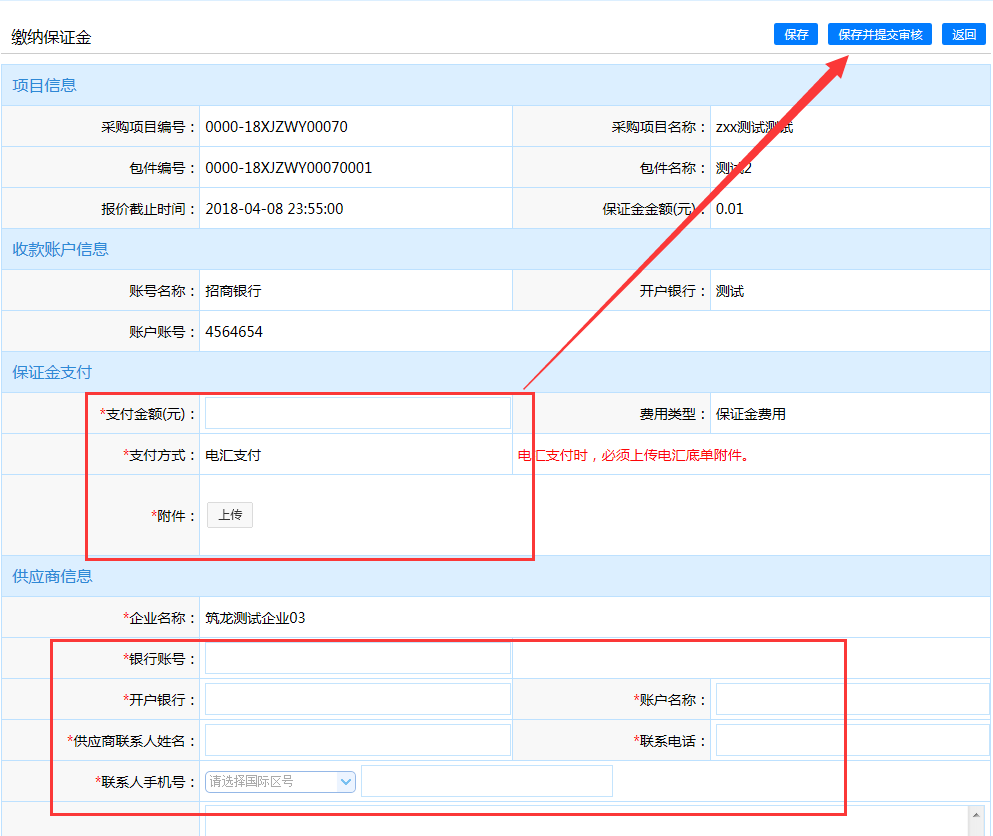 缴纳保证金 保存 保存并提交审核 返回
项目信息
采购项目编号： 0000-18XJZWY00070 采购项目名称： zxx测试测试
包件编号： 0000-18XJZWY00070001 包件名称： 测试2
报价截止时间： 2018-04-08 23:55:00 保证金金额(元)： 0.01
收款账户信息
账号名称： 招商银行 开户银行： 测试
账户账号： 4564654
保证金支付
*支付金额(元)： 费用类型： 保证金费用
*支付方式： 电汇支付 电汇支付时，必须上传电汇底单附件。
*附件： 上传
供应商信息
*企业名称： 筑龙测试企业03
*银行账号：
*开户银行： *账户名称：
*供应商联系人姓名： *联系电话：
*联系人手机号： 请选择国际区号